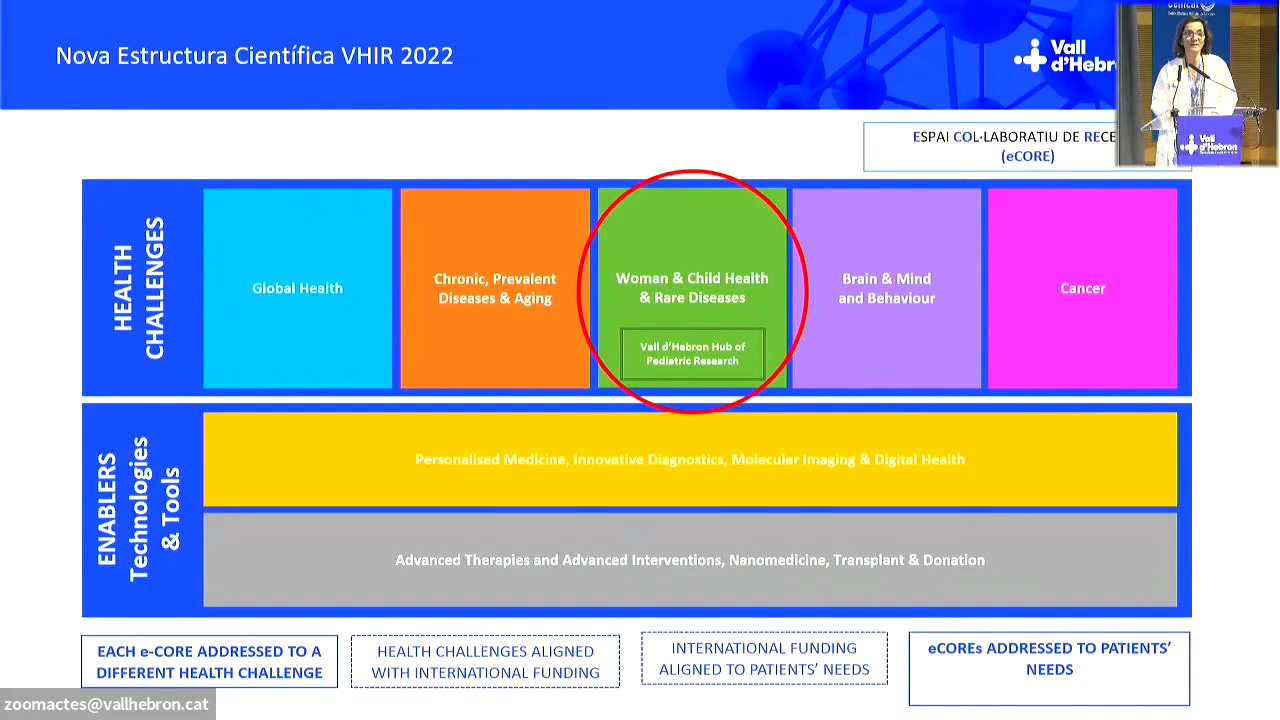 Nova Estructura Científica VHIR 2022
Vall
d'Hebr
ESPAI COL·LABORATIU DE RECE
(eCORE)
Vall
d'Hebron
HEALTH
CHALLENGES
Global Health
Chronic, Prevalent
Diseases & Aging
Woman & Child Health
& Rare Diseases
Vall d'Hebron Hub of
Pediatric Research
Brain & Mind
and Behaviour
Cancer
ENABLERS
Technologies
& Tools
Personalised Medicine, Innovative Diagnostics, Molecular Imaging & Digital Health
Advanced Therapies and Advanced Interventions, Nanomedicine, Transplant & Donation
EACH e-CORE ADDRESSED TO A
DIFFERENT HEALTH CHALLENGE
HEALTH CHALLENGES ALIGNED
WITH INTERNATIONAL FUNDING
INTERNATIONAL FUNDING
ALIGNED TO PATIENTS' NEEDS
eCOREs ADDRESSED TO PATIENTS'
NEEDS
zoomactes@vallhebron.cat